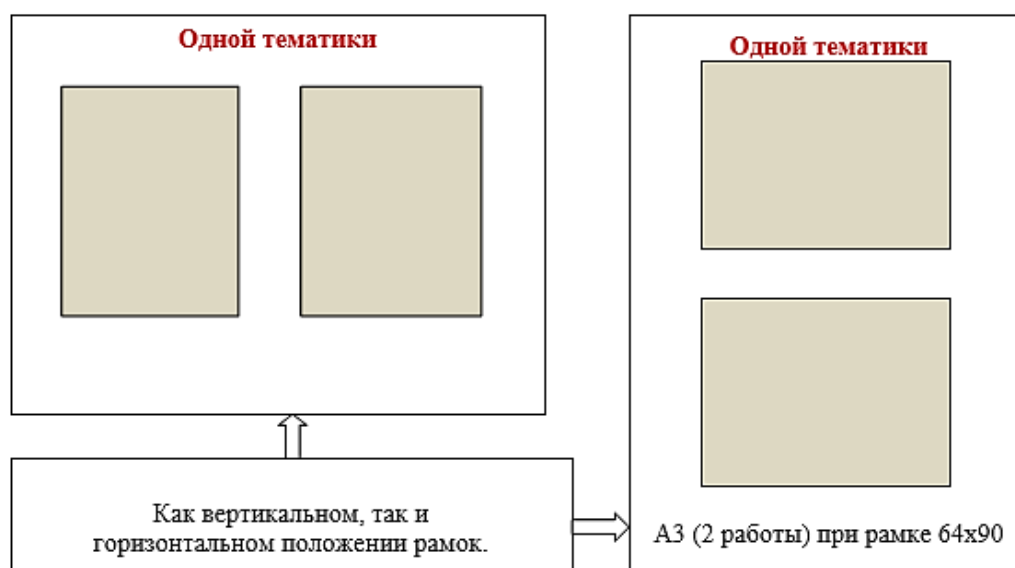 Одной тематики
Одной тематики
Как вертикальном, так и
горизонтальном положении рамок.
А3 (2 работы) при рамке 64х90